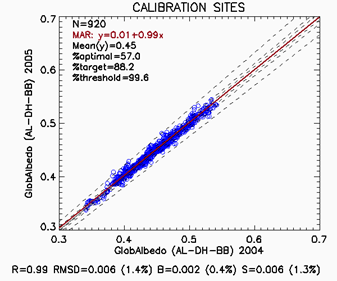 CALIBRATION SITES
0.7
0.6
0.5
0.4
0.3
GlobAlbedo (AL-DH-BB) 2005
N=920
MAR: y=0.01+0.99x
Mean(y)=0.45
%optimal=57.0
%target=88.2
%threshold=99.6
0.3 0.4 0.5 0.6 0.7
GlobAlbedo (AL-DH-BB) 2004
R=0.99 RMSD=0.006 (1.4%) B=0.002 (0.4%) S=0.006 (1.3%)